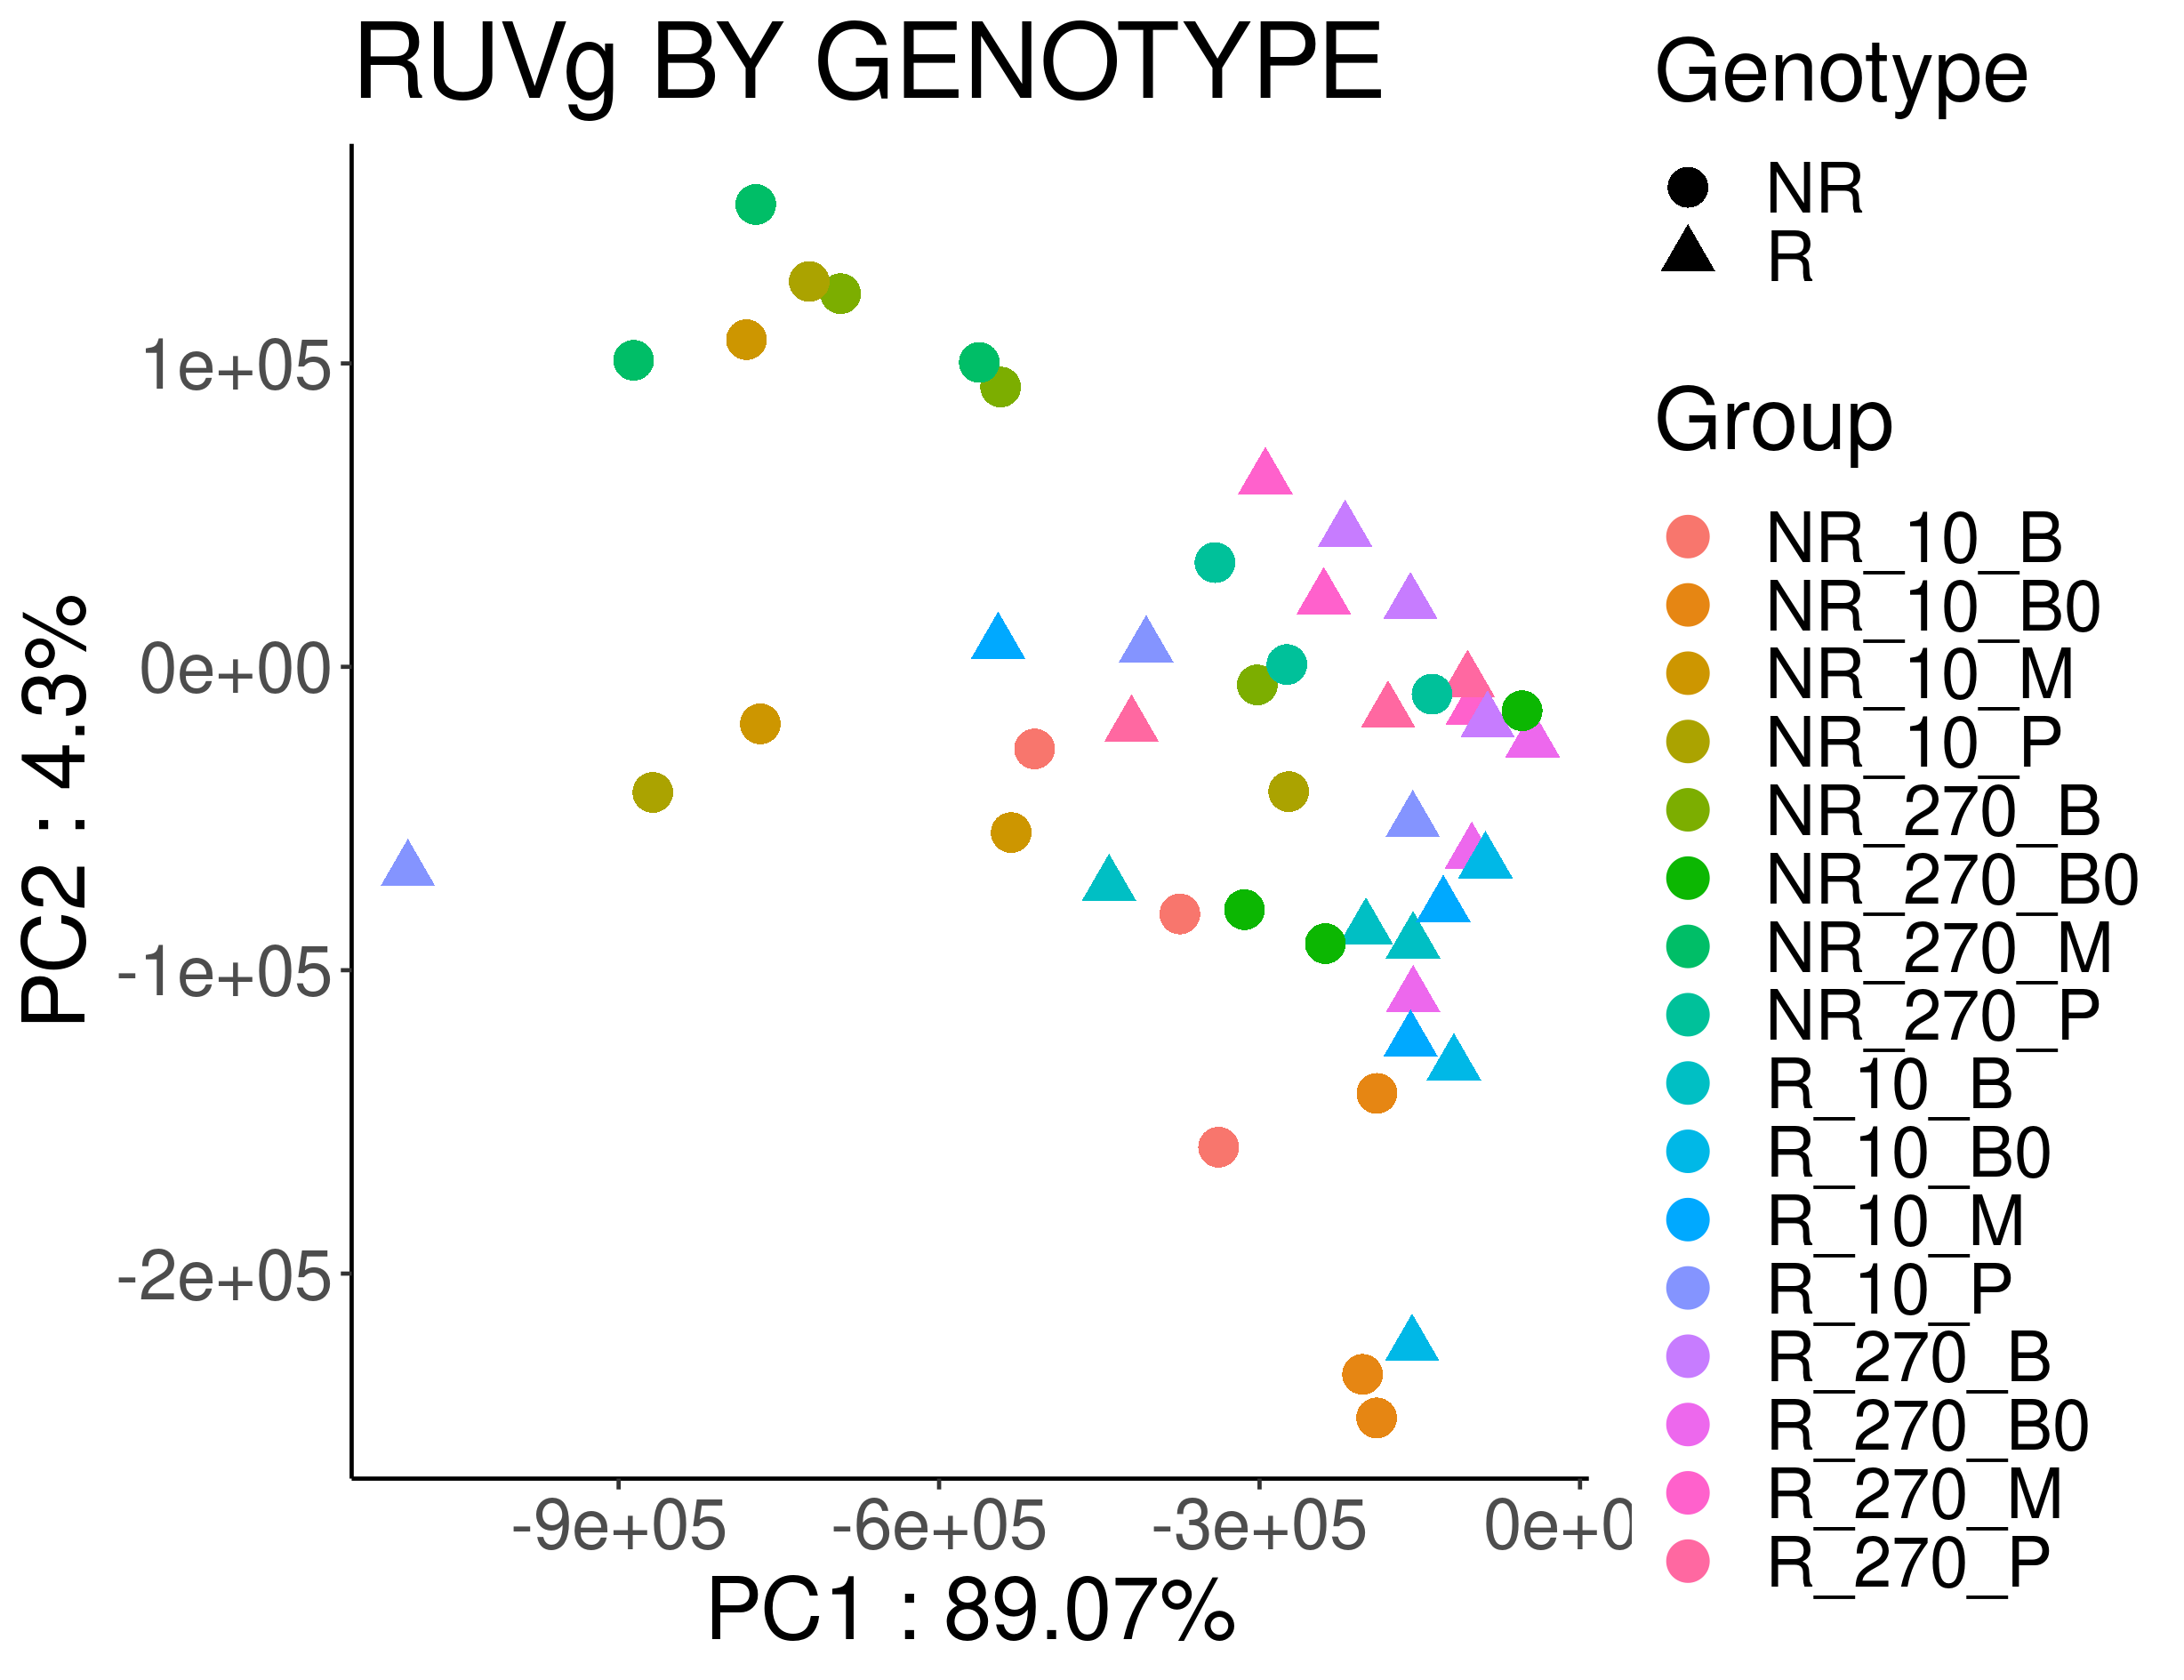 RUVg BY GENOTYPE
PC2 : 4.3%
1e+05
0e+00
-1e+05
-2e+05
-9e+05
-6e+05
-3e+05
0e+0
PC1 : 89.07%
Genotype
NR
R
Group
NR_10_B
NR_10_B0
NR_10_M
NR_10_P
NR_270_B
NR_270_B0
NR_270_M
NR_270_P
R_10_B
R_10_B0
R_10_M
R_10_P
R_270_B
R_270_B0
R_270_M
R_270_P